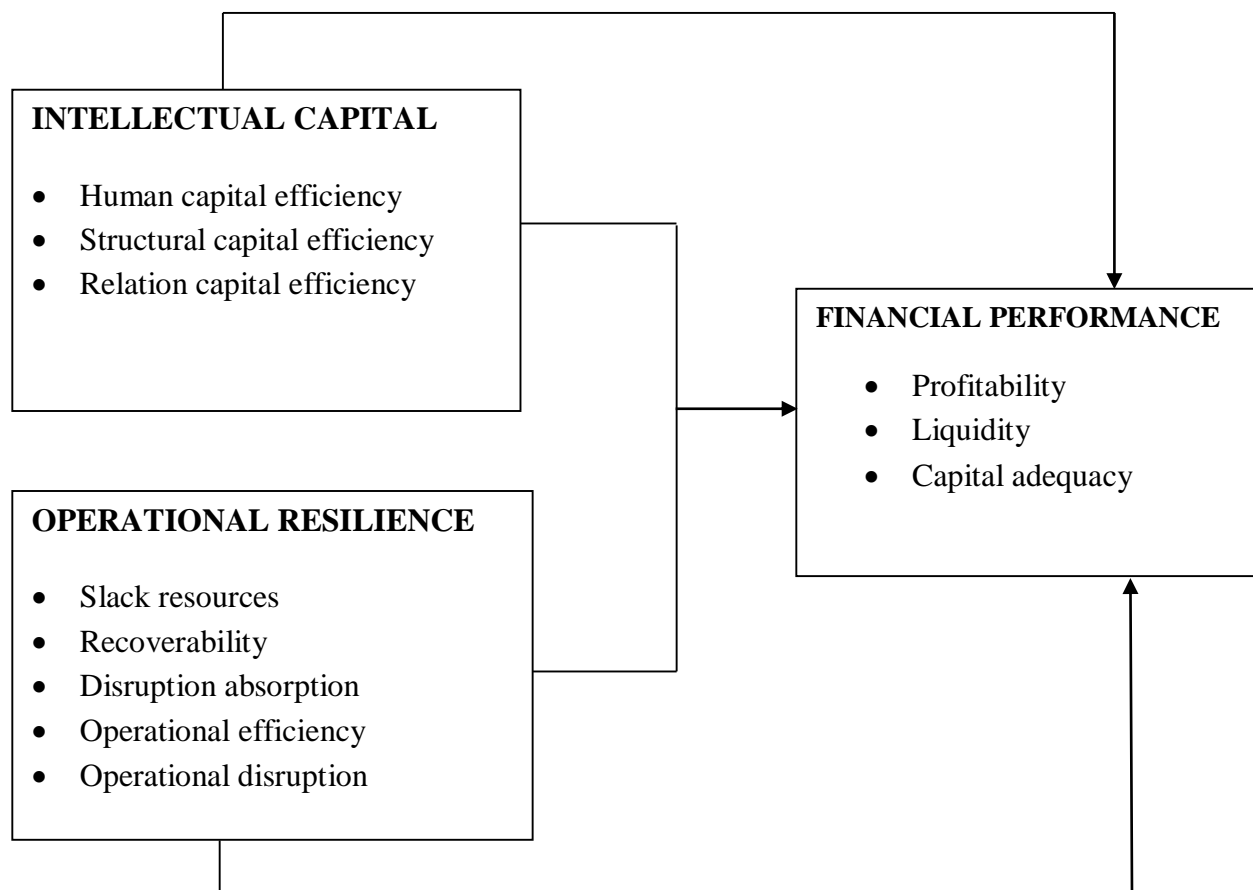 INTELLECTUAL CAPITAL
• Human capital efficiency
• Structural capital efficiency
• Relation capital efficiency
FINANCIAL PERFORMANCE
• Profitability
• Liquidity
• Capital adequacy
OPERATIONAL RESILIENCE
• Slack resources
• Recoverability
• Disruption absorption
• Operational efficiency
• Operational disruption